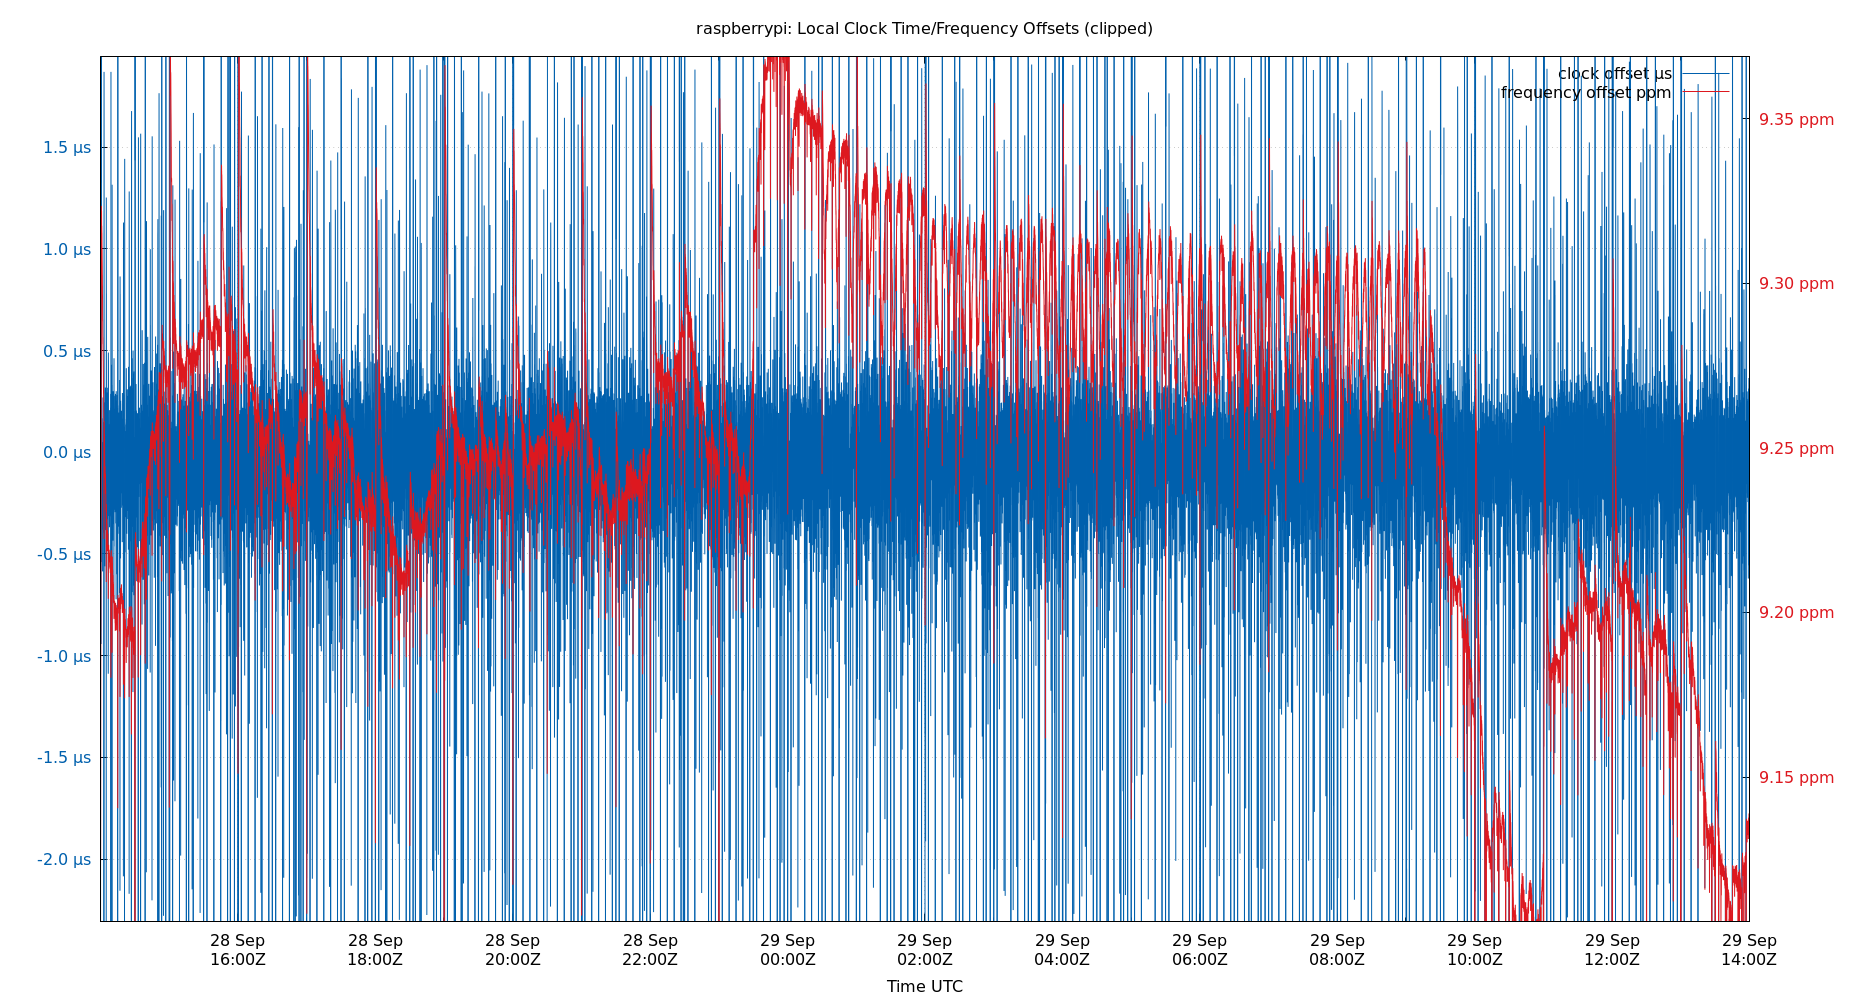 raspberrypi: Local Clock Time/Frequency Offsets (clipped)
clock offset µs
frequency offset ppm
1.5 µs
1.0 µs
0.5 µs
0.0 µs
-0.5 µs
-1.0 µs
-1.5 µs
-2.0 µs
9.35 ppm
9.30 ppm
9.25 ppm
9.20 ppm
9.15 ppm
28 Sep 28 Sep 28 Sep 28 Sep 29 Sep 29 Sep 29 Sep 29 Sep 29 Sep 29 Sep 29 Sep 29 Sep
16:00Z 18:00Z 20:00Z 22:00Z 00:00Z 02:00Z 04:00Z 06:00Z 08:00Z 10:00Z 12:00Z 14:00Z
Time UTC